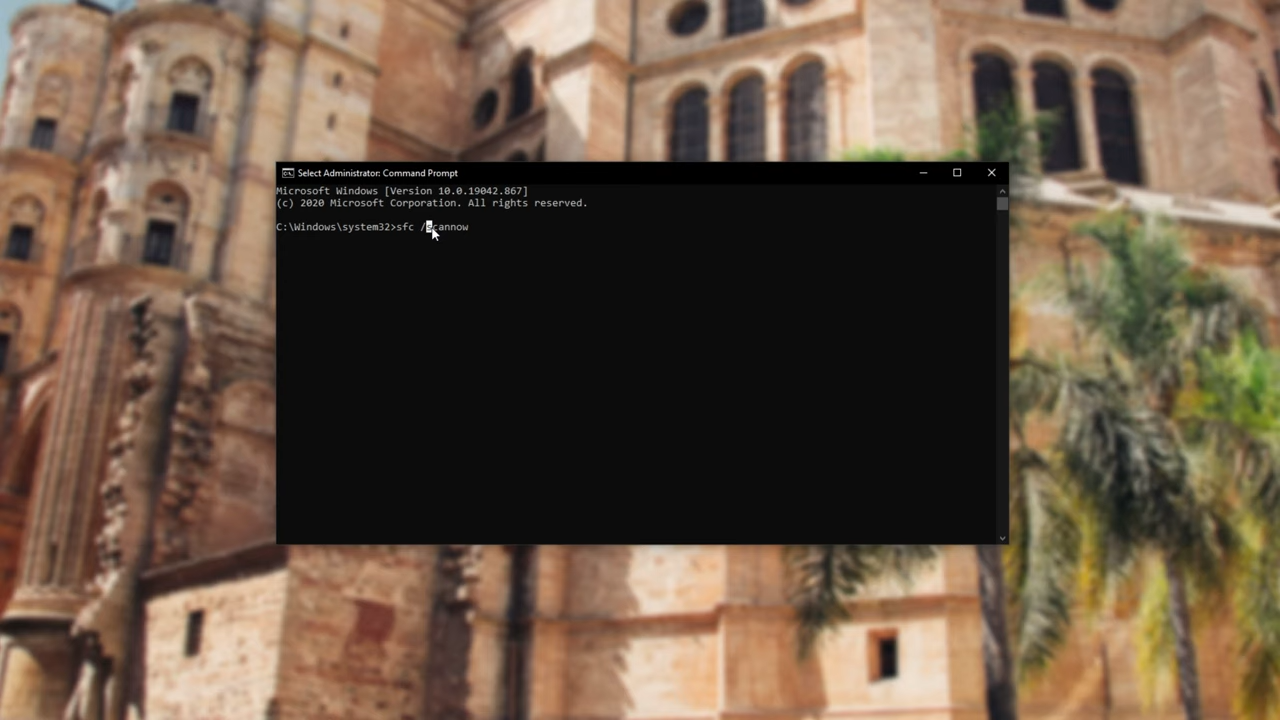 Select Administrator: Command Prompt
Microsoft Windows [Version 10.0.19042.867]
(c) 2020 Microsoft Corporation. All rights reserved.
C:\Windows\system32>sfc /scannow